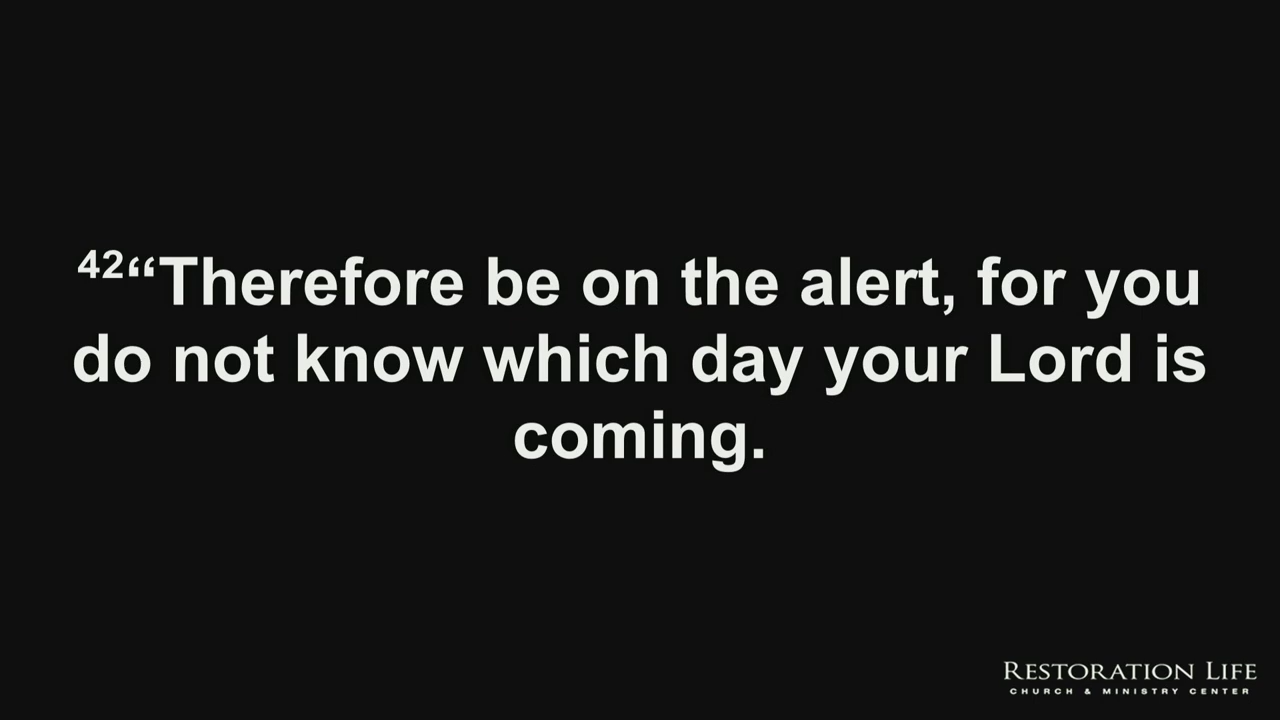 42“Therefore be on the alert, for you
do not know which day your Lord is
coming.
RESTORATION LIFE
CHURCH & MINISTRY CENTER